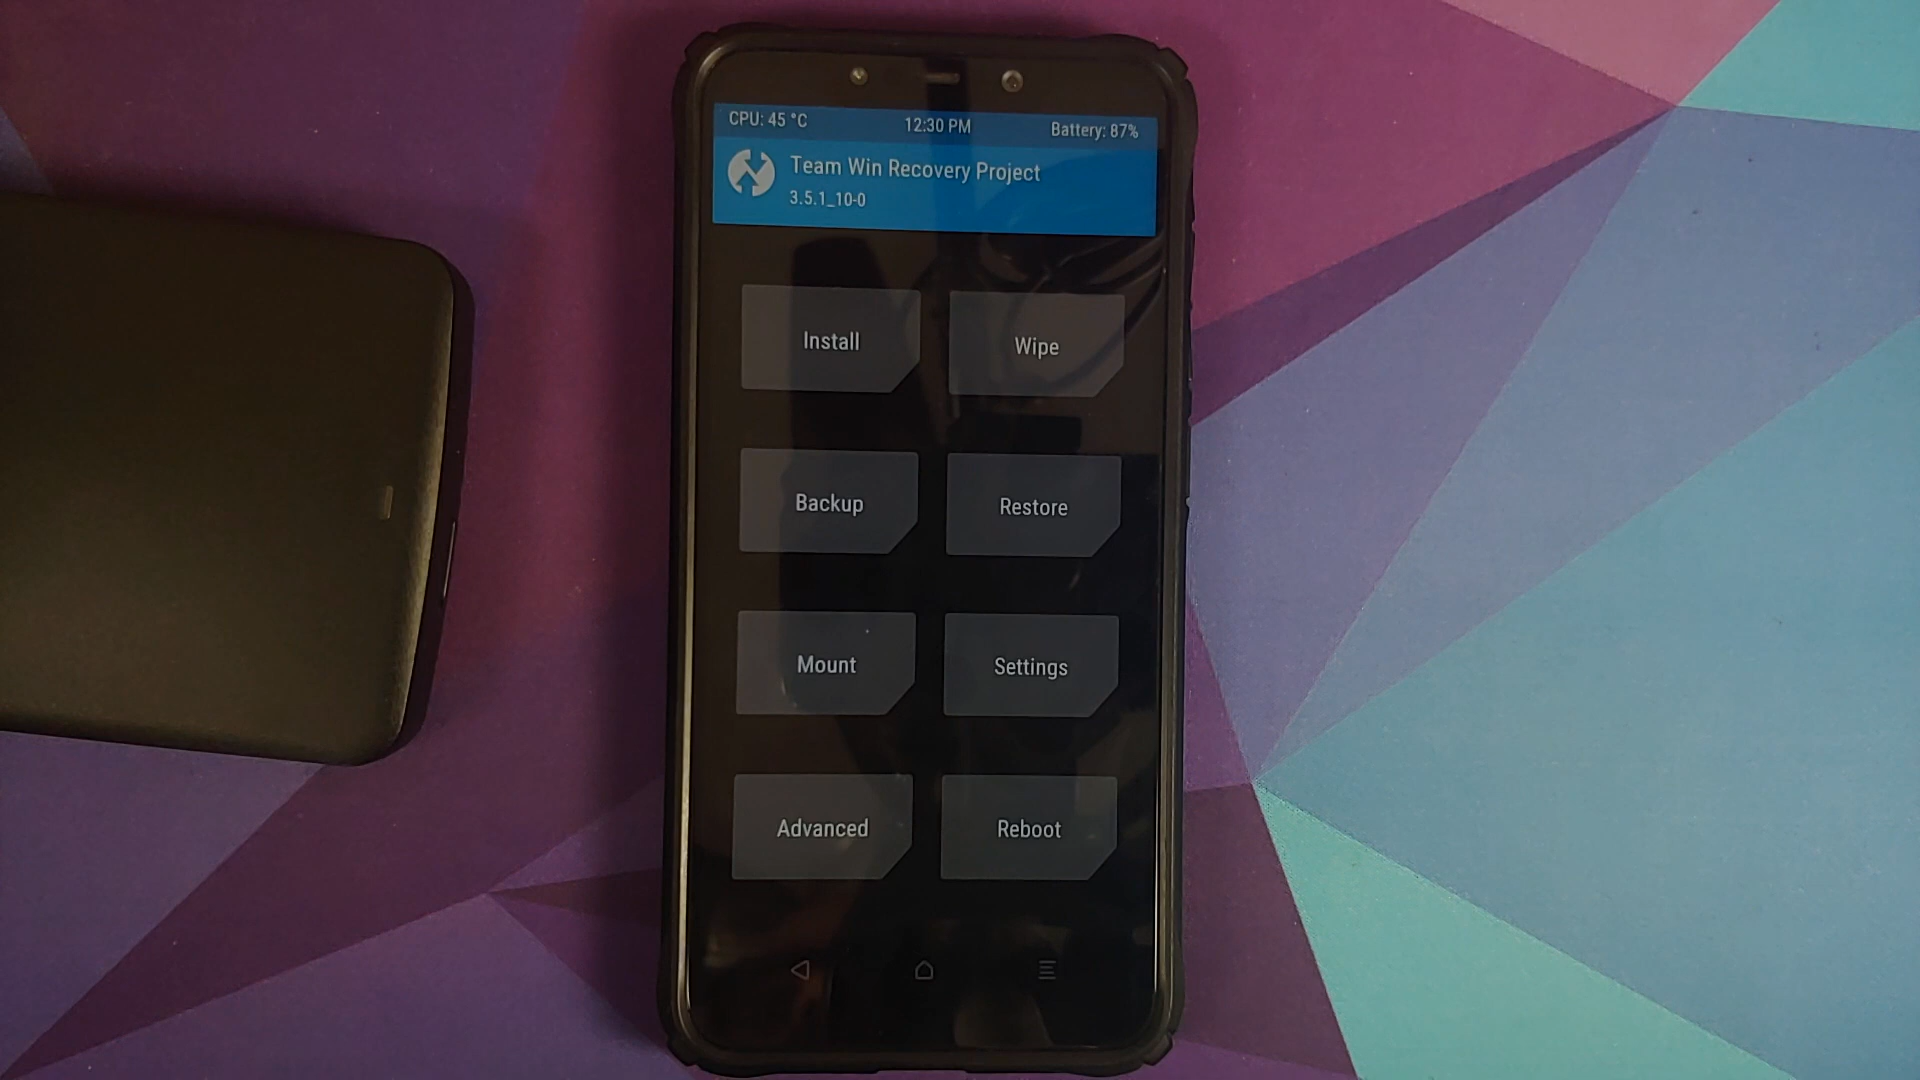 CPU: 45 °C 12:30 PM Battery: 87%
Team Win Recovery Project
3.5.1_10-0
Install Wipe
Backup Restore
Mount Settings
Advanced Reboot